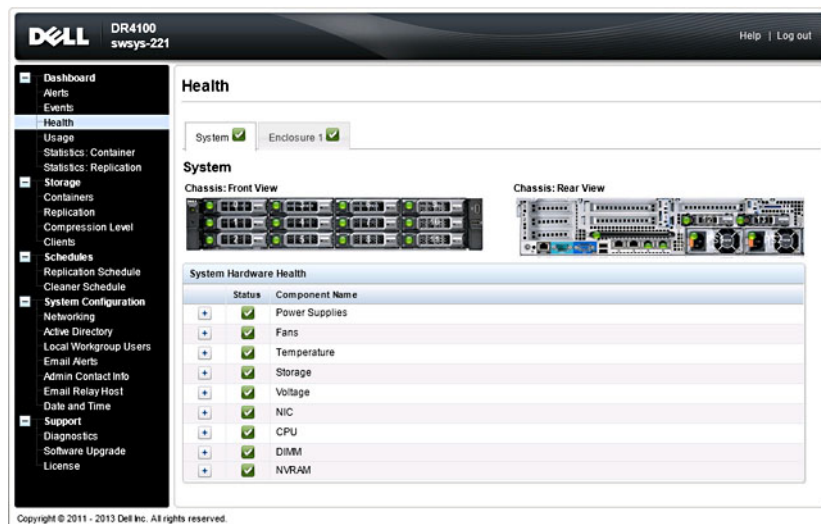 DELL
DR4100
swsys-221
Help | Log out
Dashboard
Alerts
Events
Health
Usage
Statistics: Container
Statistics: Replication
Storage
Containers
Replication
Compression Level
Clients
Schedules
Replication Schedule
Cleaner Schedule
System Configuration
Networking
Active Directory
Local Workgroup Users
Email Alerts
Admin Contact Info
Email Relay Host
Date and Time
Support
Diagnostics
Software Upgrade
License
Health
System
Enclosure 1
System
Chassis: Front View
Chassis: Rear View
System Hardware Health
Status Component Name
Power Supplies
Fans
Temperature
Storage
Voltage
NIC
CPU
DIMM
NVRAM
Copyright © 2011 - 2013 Dell Inc. All rights reserved.